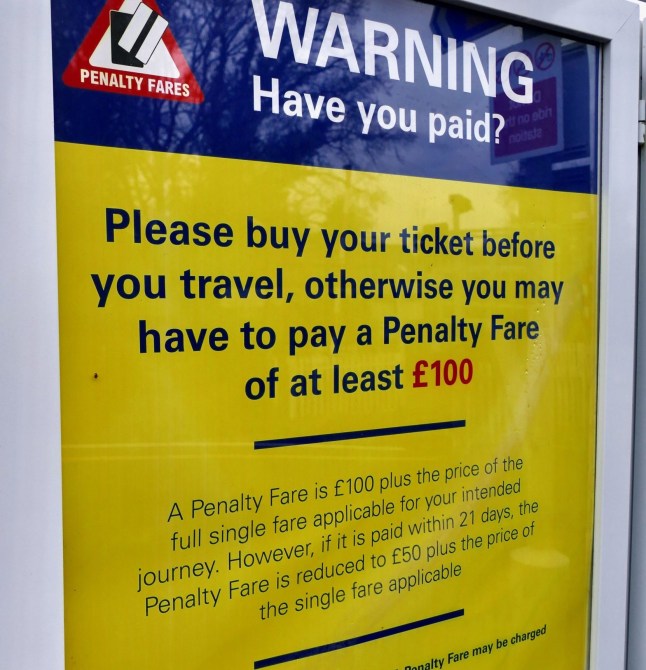 PENALTY FARES
WARNING
Have you paid?
Please buy your ticket before
you travel, otherwise you may
have to pay a Penalty Fare
of at least £100
A Penalty Fare is £100 plus the price of the
full single fare applicable for your intended
journey. However, if it is paid within 21 days, the
Penalty Fare is reduced to £50 plus the price of
the single fare applicable
Penalty Fare may be charged